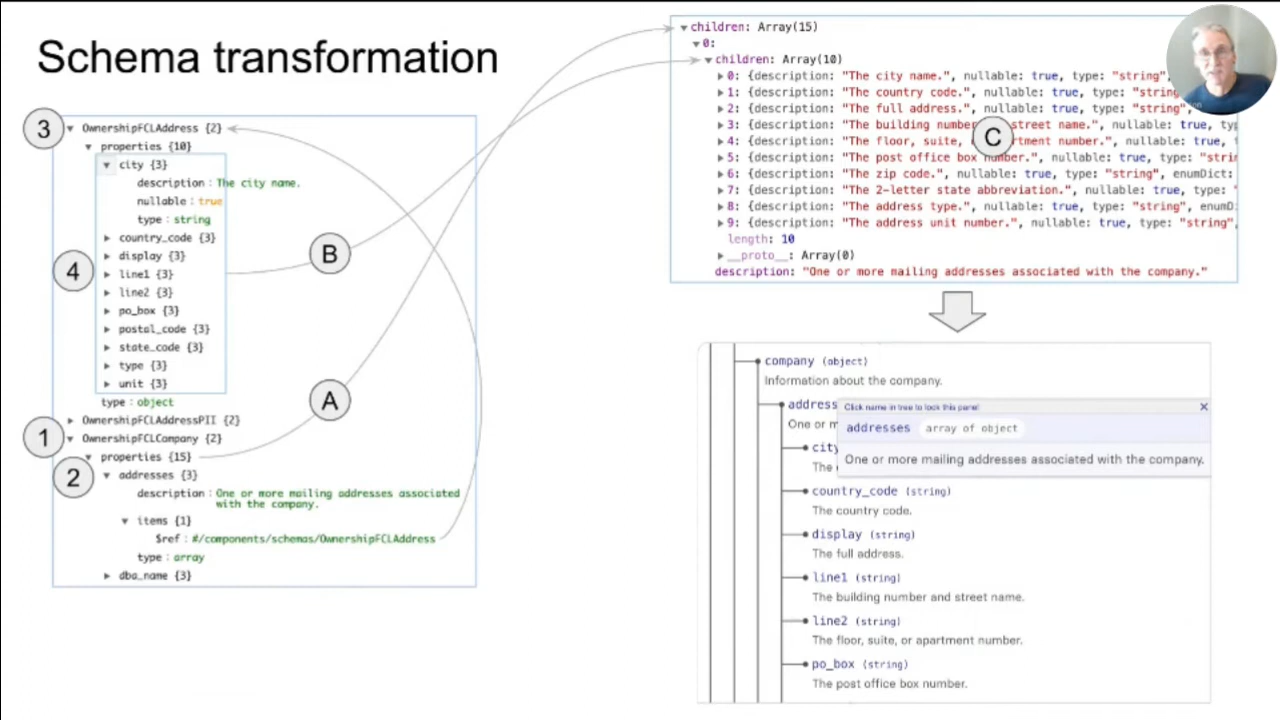 Schema transformation
3
OwnershipFCLAddress {2}
properties {10}
city {3}
description : The city name.
nullable : true
type : string
country_code {3}
display {3}
4
line1 {3}
line2 {3}
po_box {3}
postal_code {3}
state_code {3}
type {3}
unit {3}
type : object
OwnershipFCLAddressPII {2}
1
OwnershipFCLCompany {2}
properties {15}
2
addresses {3}
description : One or more mailing addresses associated
with the company.
items {1}
$ref : #/components/schemas/OwnershipFCLAddress
type : array
dba_name {3}
B
A
children: Array(15)
0:
children: Array(10)
0: {description: "The city name.", nullable: true, type: "string",
1: {description: "The country code.", nullable: true, type: "string",
2: {description: "The full address.", nullable: true, type: "string",
3: {description: "The building number street name.", nullable: true, ty
4: {description: "The floor, suite, rtment number.", nullable: true,
C
5: {description: "The post office box number.", nullable: true, type: "stri
6: {description: "The zip code.", nullable: true, type: "string", enumDict:
7: {description: "The 2-letter state abbreviation.", nullable: true, type: "
8: {description: "The address type.", nullable: true, type: "string", enumD
9: {description: "The address unit number.", nullable: true, type: "string",
length: 10
__proto__: Array(0)
description: "One or more mailing addresses associated with the company."
company (object)
Information about the company.
address
One or m
Click name in tree to lock this panel
X
addresses array of object
One or more mailing addresses associated with the company.
city
The
country_code (string)
The country code.
display (string)
The full address.
line1 (string)
The building number and street name.
line2 (string)
The floor, suite, or apartment number.
po_box (string)
The post office box number.